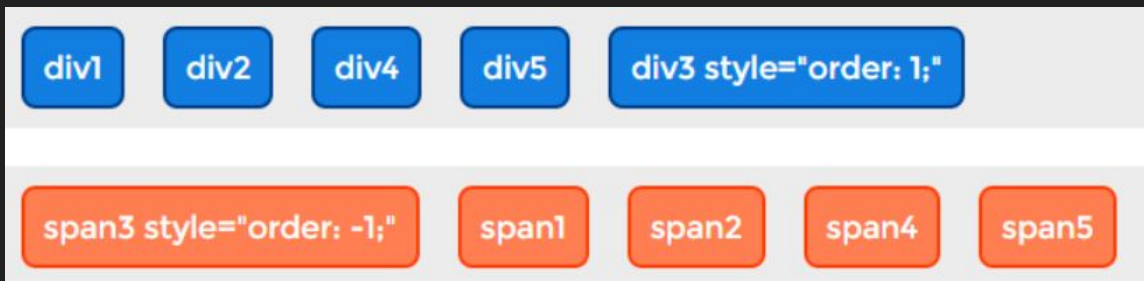 div1 div2 div4 div5 div3 style="order: 1;"
span3 style="order: -1;" span1 span2 span4 span5